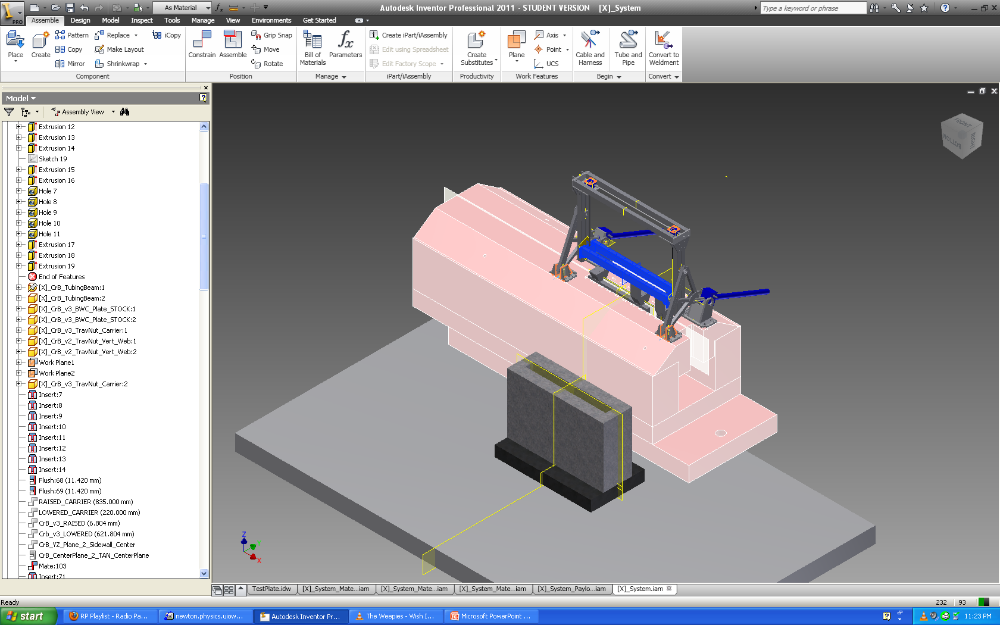 Autodesk Inventor Professional 2011 - STUDENT VERSION [X]_System
As Material
Type a keyword or phrase
PRO
Assemble Design Model Inspect Tools Manage View Environments Get Started
Place
Create
Pattern
Copy
Mirror
Replace
Make Layout
Shrinkwrap
iCopy
Component
Constrain
Assemble
Grip Snap
Move
Rotate
Position
Bill of
Materials
Parameters
Manage
Create iPart/iAssembly
Edit using Spreadsheet
Edit Factory Scope
iPart/iAssembly
Create
Substitutes
Productivity
Plane
Axis
Point
UCS
Work Features
Cable and
Harness
Tube and
Pipe
Begin
Convert to
Weldment
Convert
Model
Assembly View
Extrusion 12
Extrusion 13
Extrusion 14
Sketch 19
Extrusion 15
Extrusion 16
Hole 7
Hole 8
Hole 9
Hole 10
Hole 11
Extrusion 17
Extrusion 18
Extrusion 19
End of Features
[X]_CrB_TubingBeam:1
[X]_CrB_TubingBeam:2
[X]_CrB_v3_BWC_Plate_STOCK:1
[X]_CrB_v3_BWC_Plate_STOCK:2
[X]_CrB_v3_TravNut_Carrier:1
[X]_CrB_v2_TravNut_Vert_Web:1
[X]_CrB_v2_TravNut_Vert_Web:2
Work Plane1
Work Plane2
[X]_CrB_v3_TravNut_Carrier:2
Insert:7
Insert:8
Insert:9
Insert:10
Insert:11
Insert:12
Insert:13
Insert:14
Flush:68 (11.420 mm)
Flush:69 (11.420 mm)
RAISED_CARRIER (835.000 mm)
LOWERED_CARRIER (220.000 mm)
CrB_v3_RAISED (6.804 mm)
Crb_v3_LOWERED (621.804 mm)
CrB_YZ_Plane_2_Sidewall_Center
CrB_CenterPlane_2_TAN_CenterPlane
Mate:103
Insert:71
FRONT
RIGHT
BOTTOM
Z
Y
X
TestPlate.idw [X]_System_Mate...iam [X]_System_Mate...iam [X]_System_Mate...iam [X]_System_Paylo...iam [X]_System.iam
Ready
232 93
start
RP Playlist - Radio Pa...
newton.physics.uiow...
Autodesk Inventor Pr...
The Weepies - Wish I...
Microsoft PowerPoint ...
11:23 PM